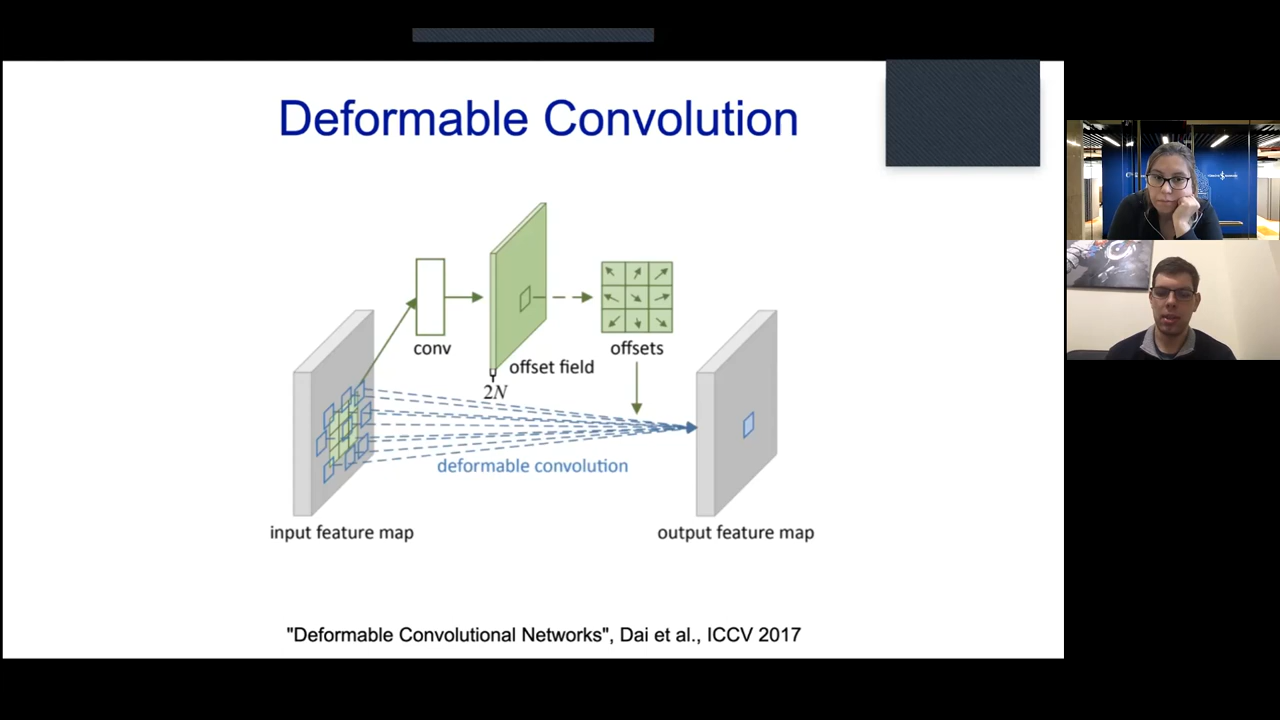 Deformable Convolution
conv
offset field
offsets
2N
deformable convolution
input feature map
output feature map
"Deformable Convolutional Networks", Dai et al., ICCV 2017